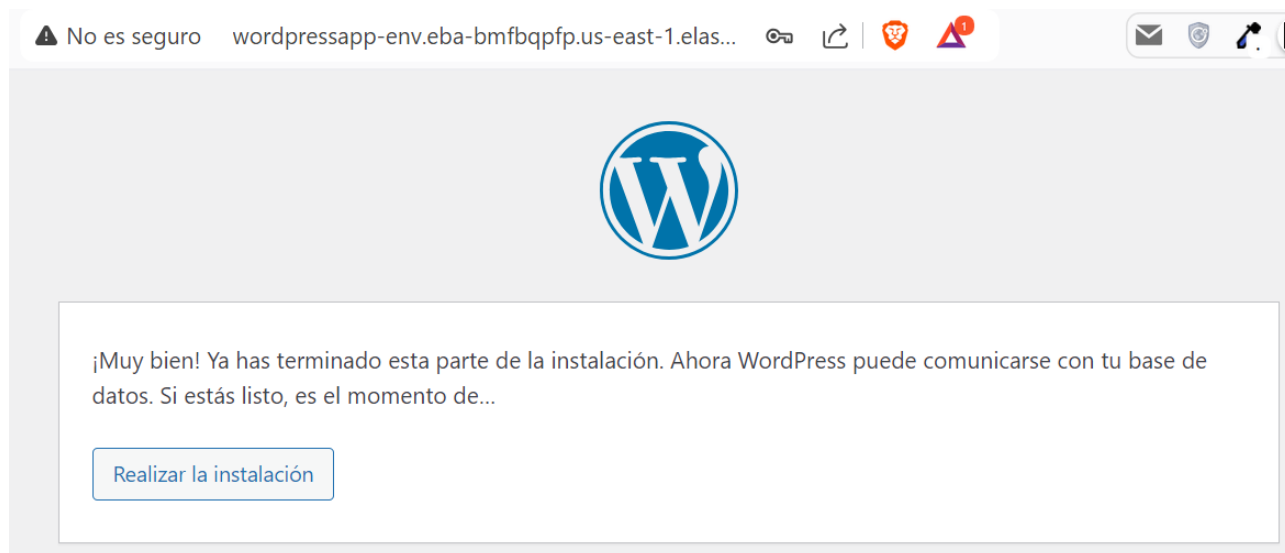 No es seguro wordpressapp-env.eba-bmfbqpfp.us-east-1.elas... 1
¡Muy bien! Ya has terminado esta parte de la instalación. Ahora WordPress puede comunicarse con tu base de
datos. Si estás listo, es el momento de...
Realizar la instalación